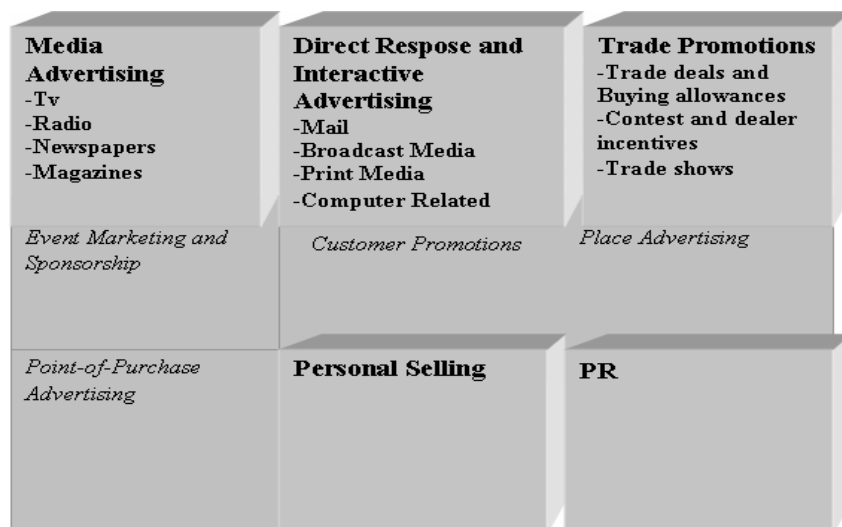 Media
Advertising
-Tv
-Radio
-Newspapers
-Magazines
Direct Respose and
Interactive
Advertising
-Mail
-Broadcast Media
-Print Media
-Computer Related
Trade Promotions
-Trade deals and
Buying allowances
-Contest and dealer
incentives
-Trade shows
Event Marketing and
Sponsorship
Customer Promotions
Place Advertising
Point-of-Purchase
Advertising
Personal Selling
PR